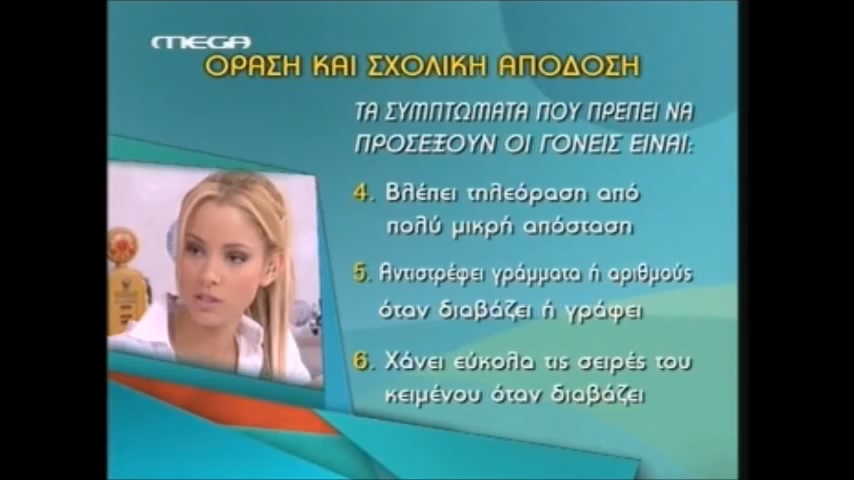 MEGA
ΟΡΑΣΗ ΚΑΙ ΣΧΟΛΙΚΗ ΑΠΟΔΟΣΗ
ΤΑ ΣΥΜΠΤΩΜΑΤΑ ΠΟΥ ΠΡΕΠΕΙ ΝΑ
ΠΡΟΣΕΞΟΥΝ ΟΙ ΓΟΝΕΙΣ ΕΙΝΑΙ:
4. Βλέπει τηλεόραση από
πολύ μικρή απόσταση
5. Αντιστρέφει γράμματα ή αριθμούς
όταν διαβάζει ή γράφει
6. Χάνει εύκολα τις σειρές του
κειμένου όταν διαβάζει